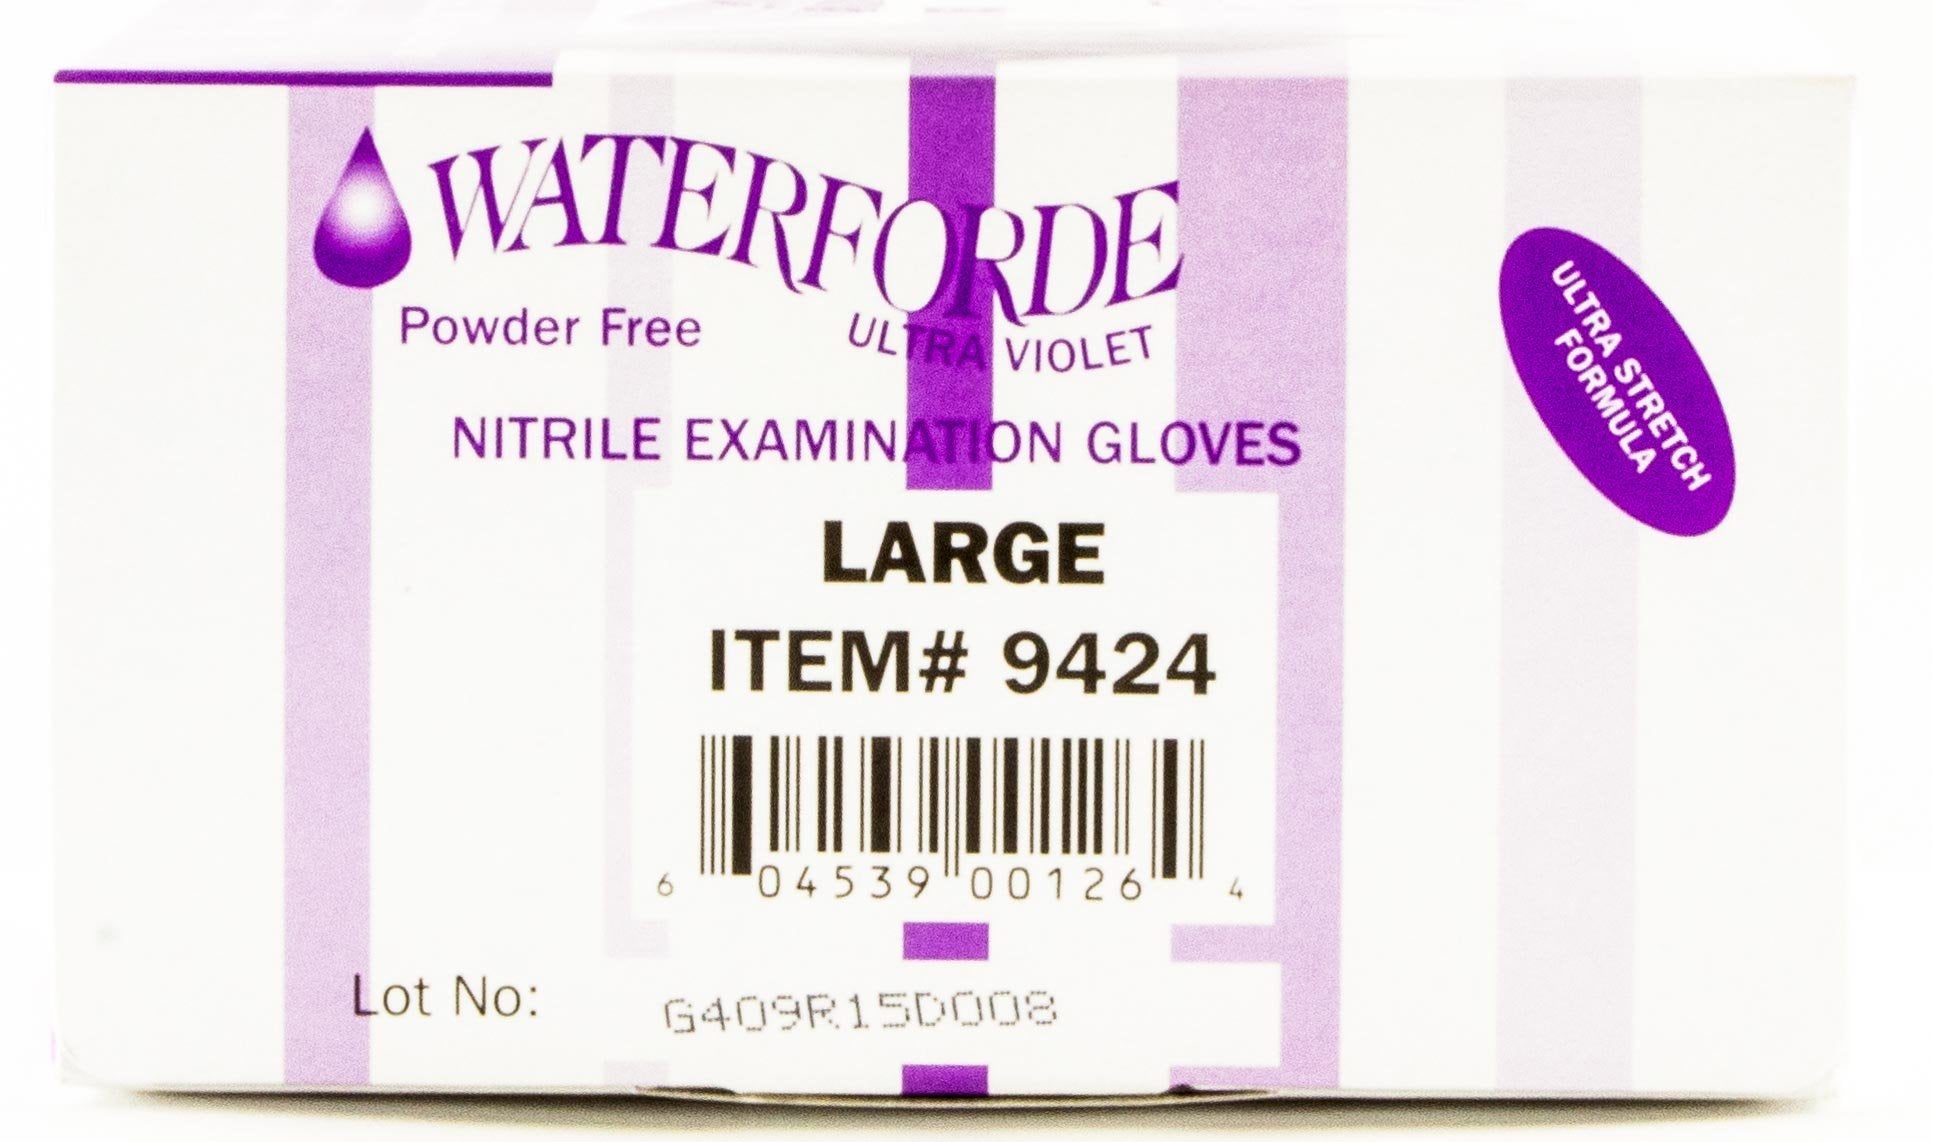 WATERFORDE
Powder Free
ULTRA VIOLET
NITRILE EXAMINATION GLOVES
ULTRA STRETCH
FORMULA
LARGE
ITEM# 9424
6 04539 00126 4
Lot No: G409R15D008